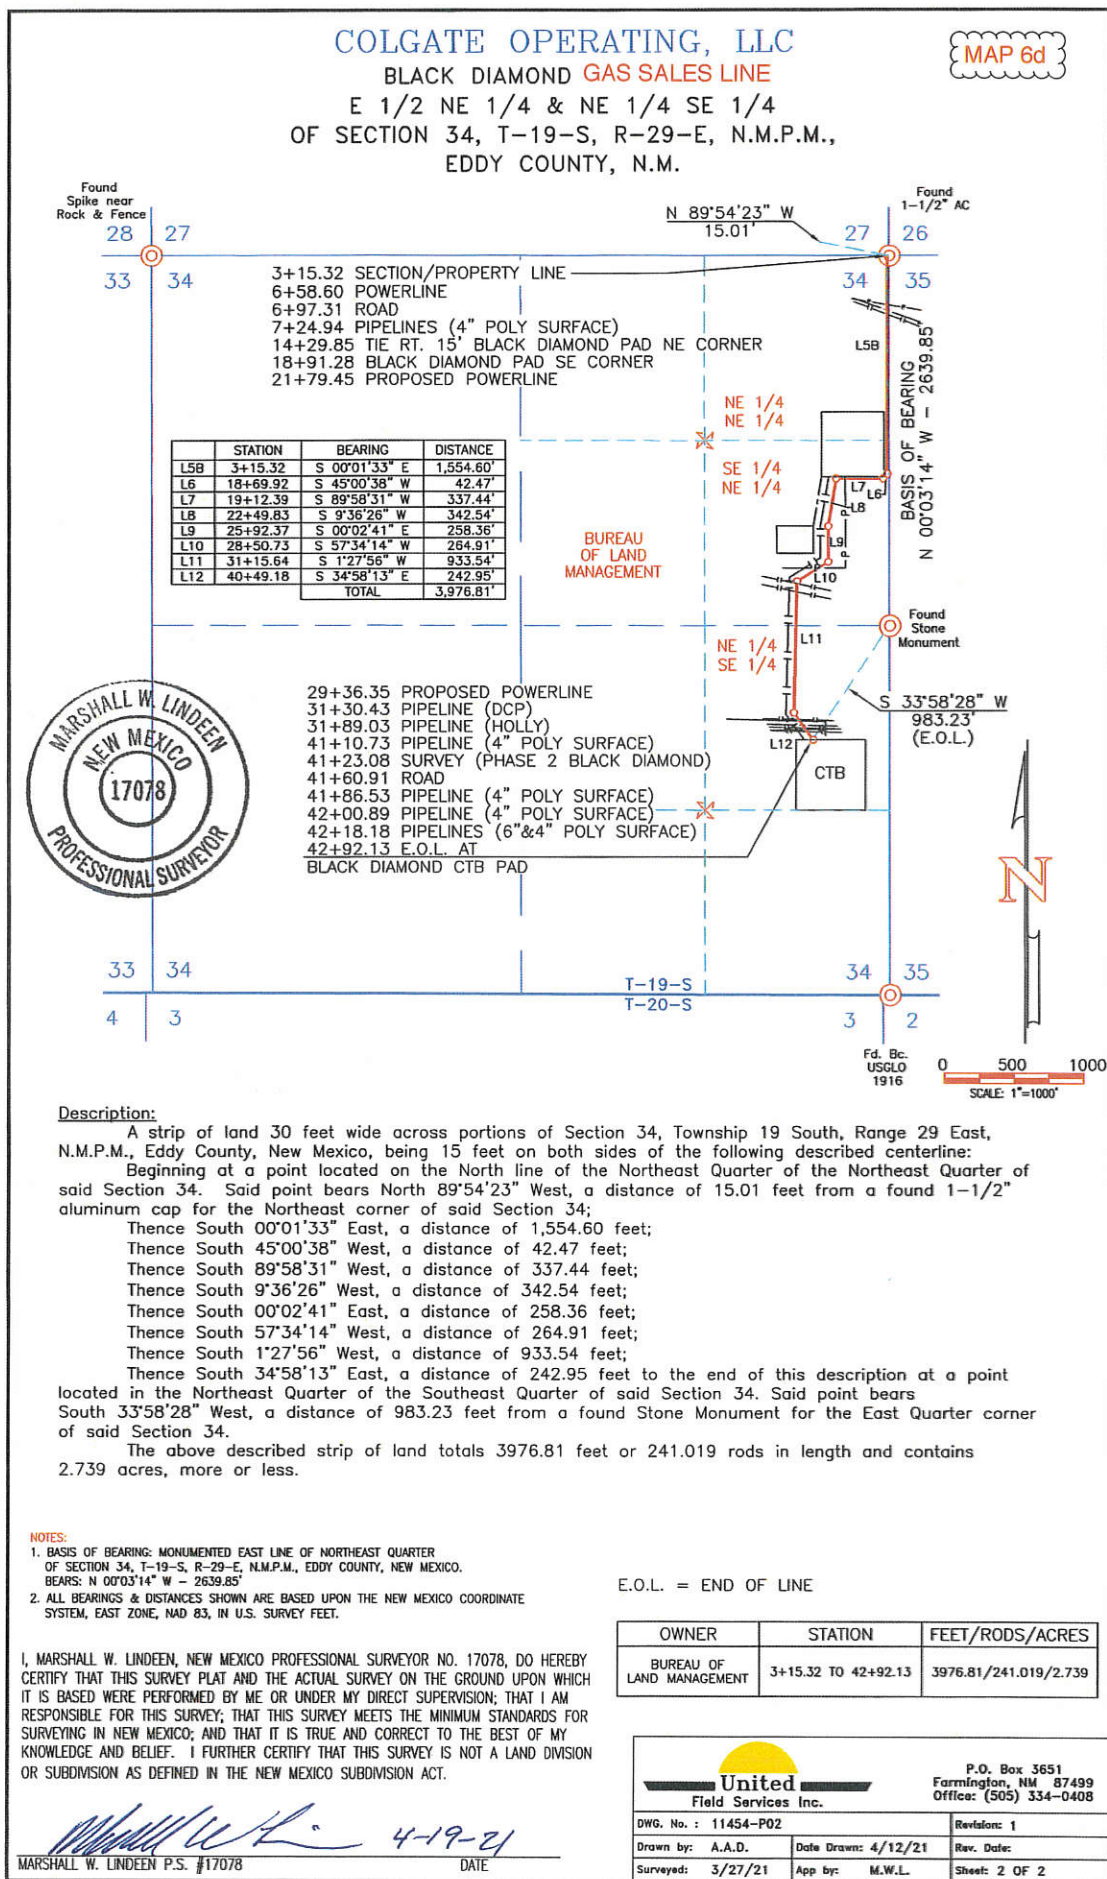 COLGATE OPERATING, LLC
MAP 6d
BLACK DIAMOND GAS SALES LINE
E 1/2 NE 1/4 & NE 1/4 SE 1/4
OF SECTION 34, T-19-S, R-29-E, N.M.P.M.,
EDDY COUNTY, N.M.
Found
Spike near
Rock & Fence
28 27
33 34
Found
1-1/2" AC
N 89°54'23" W
15.01'
27 26
34 35
3+15.32 SECTION/PROPERTY LINE
6+58.60 POWERLINE
6+97.31 ROAD
7+24.94 PIPELINES (4" POLY SURFACE)
14+29.85 TIE RT. 15' BLACK DIAMOND PAD NE CORNER
18+91.28 BLACK DIAMOND PAD SE CORNER
21+79.45 PROPOSED POWERLINE
L5B
BASIS OF BEARING
N 00°03'14" W - 2639.85'
NE 1/4
NE 1/4
SE 1/4
NE 1/4
STATION BEARING DISTANCE
L5B 3+15.32 S 00°01'33" E 1,554.60'
L6 18+69.92 S 45°00'38" W 42.47'
L7 19+12.39 S 89°58'31" W 337.44'
L8 22+49.83 S 9°36'26" W 342.54'
L9 25+92.37 S 00°02'41" E 258.36'
L10 28+50.73 S 57°34'14" W 264.91'
L11 31+15.64 S 1°27'56" W 933.54'
L12 40+49.18 S 34°58'13" E 242.95'
TOTAL 3,976.81'
L7
L6
L8
P
L9
P
L10
BUREAU
OF LAND
MANAGEMENT
Found
Stone
Monument
L11
NE 1/4
SE 1/4
S 33°58'28" W
983.23'
(E.O.L.)
L12
CTB
MARSHALL W. LINDEEN
NEW MEXICO
17078
PROFESSIONAL SURVEYOR
29+36.35 PROPOSED POWERLINE
31+30.43 PIPELINE (DCP)
31+89.03 PIPELINE (HOLLY)
41+10.73 PIPELINE (4" POLY SURFACE)
41+23.08 SURVEY (PHASE 2 BLACK DIAMOND)
41+60.91 ROAD
41+86.53 PIPELINE (4" POLY SURFACE)
42+00.89 PIPELINE (4" POLY SURFACE)
42+18.18 PIPELINES (6"&4" POLY SURFACE)
42+92.13 E.O.L. AT
BLACK DIAMOND CTB PAD
N
33 34
4 3
T-19-S
T-20-S
34 35
3 2
Fd. Bc.
USGLO
1916
0 500 1000
SCALE: 1"=1000'
Description:
A strip of land 30 feet wide across portions of Section 34, Township 19 South, Range 29 East,
N.M.P.M., Eddy County, New Mexico, being 15 feet on both sides of the following described centerline:
Beginning at a point located on the North line of the Northeast Quarter of the Northeast Quarter of
said Section 34. Said point bears North 89°54'23" West, a distance of 15.01 feet from a found 1-1/2"
aluminum cap for the Northeast corner of said Section 34;
Thence South 00°01'33" East, a distance of 1,554.60 feet;
Thence South 45°00'38" West, a distance of 42.47 feet;
Thence South 89°58'31" West, a distance of 337.44 feet;
Thence South 9°36'26" West, a distance of 342.54 feet;
Thence South 00°02'41" East, a distance of 258.36 feet;
Thence South 57°34'14" West, a distance of 264.91 feet;
Thence South 1°27'56" West, a distance of 933.54 feet;
Thence South 34°58'13" East, a distance of 242.95 feet to the end of this description at a point
located in the Northeast Quarter of the Southeast Quarter of said Section 34. Said point bears
South 33°58'28" West, a distance of 983.23 feet from a found Stone Monument for the East Quarter corner
of said Section 34.
The above described strip of land totals 3976.81 feet or 241.019 rods in length and contains
2.739 acres, more or less.
NOTES:
1. BASIS OF BEARING: MONUMENTED EAST LINE OF NORTHEAST QUARTER
OF SECTION 34, T-19-S, R-29-E, N.M.P.M., EDDY COUNTY, NEW MEXICO.
BEARS: N 00°03'14" W - 2639.85'
2. ALL BEARINGS & DISTANCES SHOWN ARE BASED UPON THE NEW MEXICO COORDINATE
SYSTEM, EAST ZONE, NAD 83, IN U.S. SURVEY FEET.
E.O.L. = END OF LINE
OWNER STATION FEET/RODS/ACRES
BUREAU OF
LAND MANAGEMENT 3+15.32 TO 42+92.13 3976.81/241.019/2.739
I, MARSHALL W. LINDEEN, NEW MEXICO PROFESSIONAL SURVEYOR NO. 17078, DO HEREBY
CERTIFY THAT THIS SURVEY PLAT AND THE ACTUAL SURVEY ON THE GROUND UPON WHICH
IT IS BASED WERE PERFORMED BY ME OR UNDER MY DIRECT SUPERVISION; THAT I AM
RESPONSIBLE FOR THIS SURVEY; THAT THIS SURVEY MEETS THE MINIMUM STANDARDS FOR
SURVEYING IN NEW MEXICO; AND THAT IT IS TRUE AND CORRECT TO THE BEST OF MY
KNOWLEDGE AND BELIEF. I FURTHER CERTIFY THAT THIS SURVEY IS NOT A LAND DIVISION
OR SUBDIVISION AS DEFINED IN THE NEW MEXICO SUBDIVISION ACT.
4-19-21
MARSHALL W. LINDEEN P.S. #17078 DATE
United
Field Services Inc.
P.O. Box 3651
Farmington, NM 87499
Office: (505) 334-0408
DWG. No. : 11454-P02 Revision: 1
Drawn by: A.A.D. Date Drawn: 4/12/21 Rev. Date:
Surveyed: 3/27/21 App by: M.W.L. Sheet: 2 OF 2